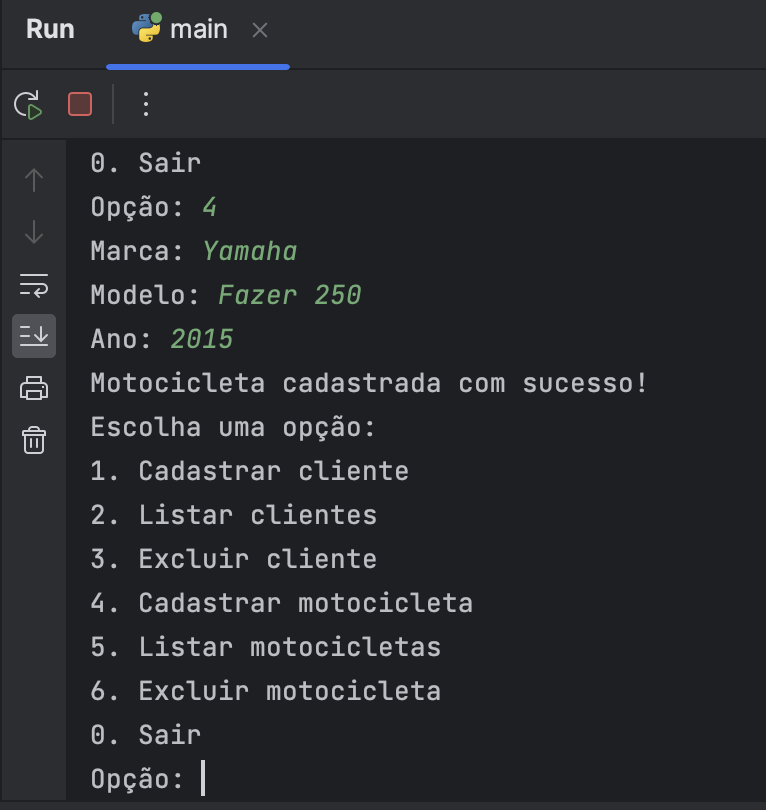 Run
main
0. Sair
Opção: 4
Marca: Yamaha
Modelo: Fazer 250
Ano: 2015
Motocicleta cadastrada com sucesso!
Escolha uma opção:
1. Cadastrar cliente
2. Listar clientes
3. Excluir cliente
4. Cadastrar motocicleta
5. Listar motocicletas
6. Excluir motocicleta
0. Sair
Opção: